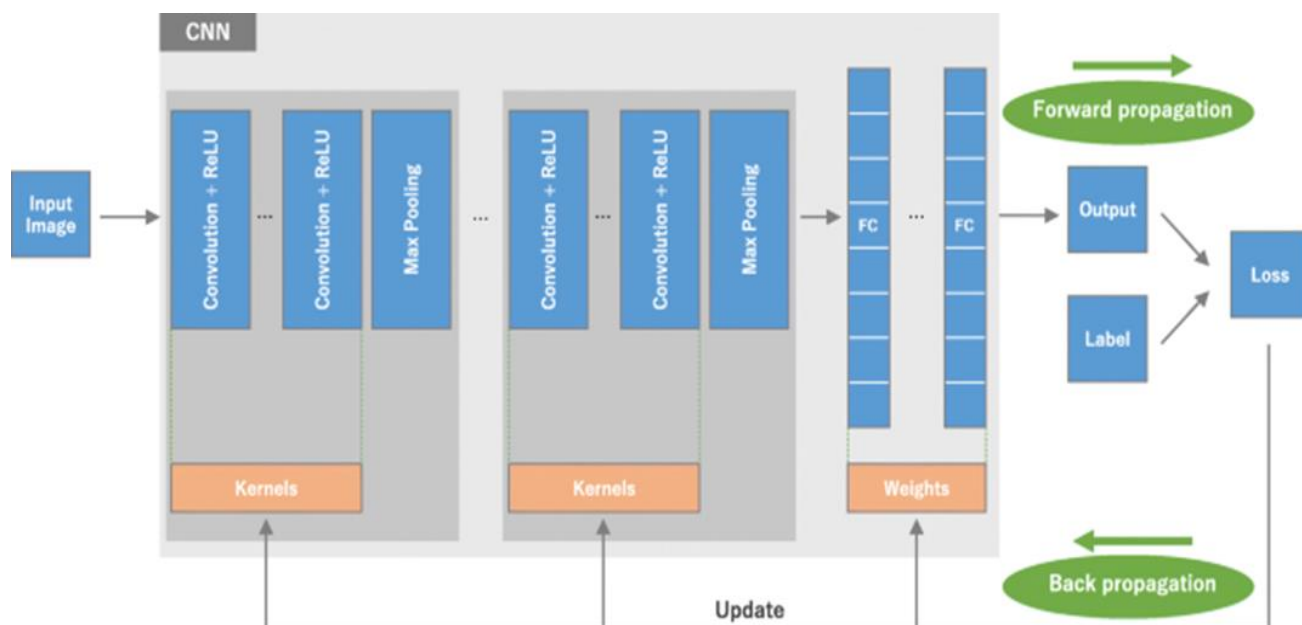 CNN
Forward propagation
Input
Image
Convolution + ReLU
...
Convolution + ReLU
Max Pooling
...
Convolution + ReLU
...
Convolution + ReLU
Max Pooling
FC
...
FC
Output
Label
Loss
Kernels
Kernels
Weights
Back propagation
Update